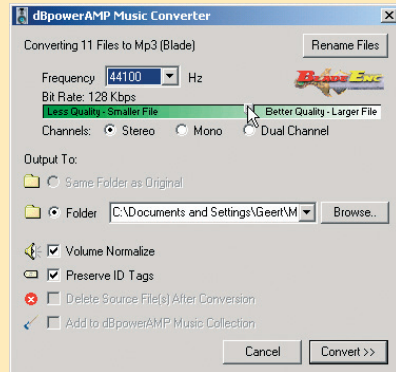 dBpowerAMP Music Converter
Converting 11 Files to Mp3 (Blade)
Rename Files
Frequency 44100 Hz
BladeEnc
Bit Rate: 128 Kbps
Less Quality - Smaller File Better Quality - Larger File
Channels: Stereo Mono Dual Channel
Output To:
Same Folder as Original
Folder C:\Documents and Settings\Geert\M Browse..
Volume Normalize
Preserve ID Tags
Delete Source File(s) After Conversion
Add to dBpowerAMP Music Collection
Cancel Convert >>